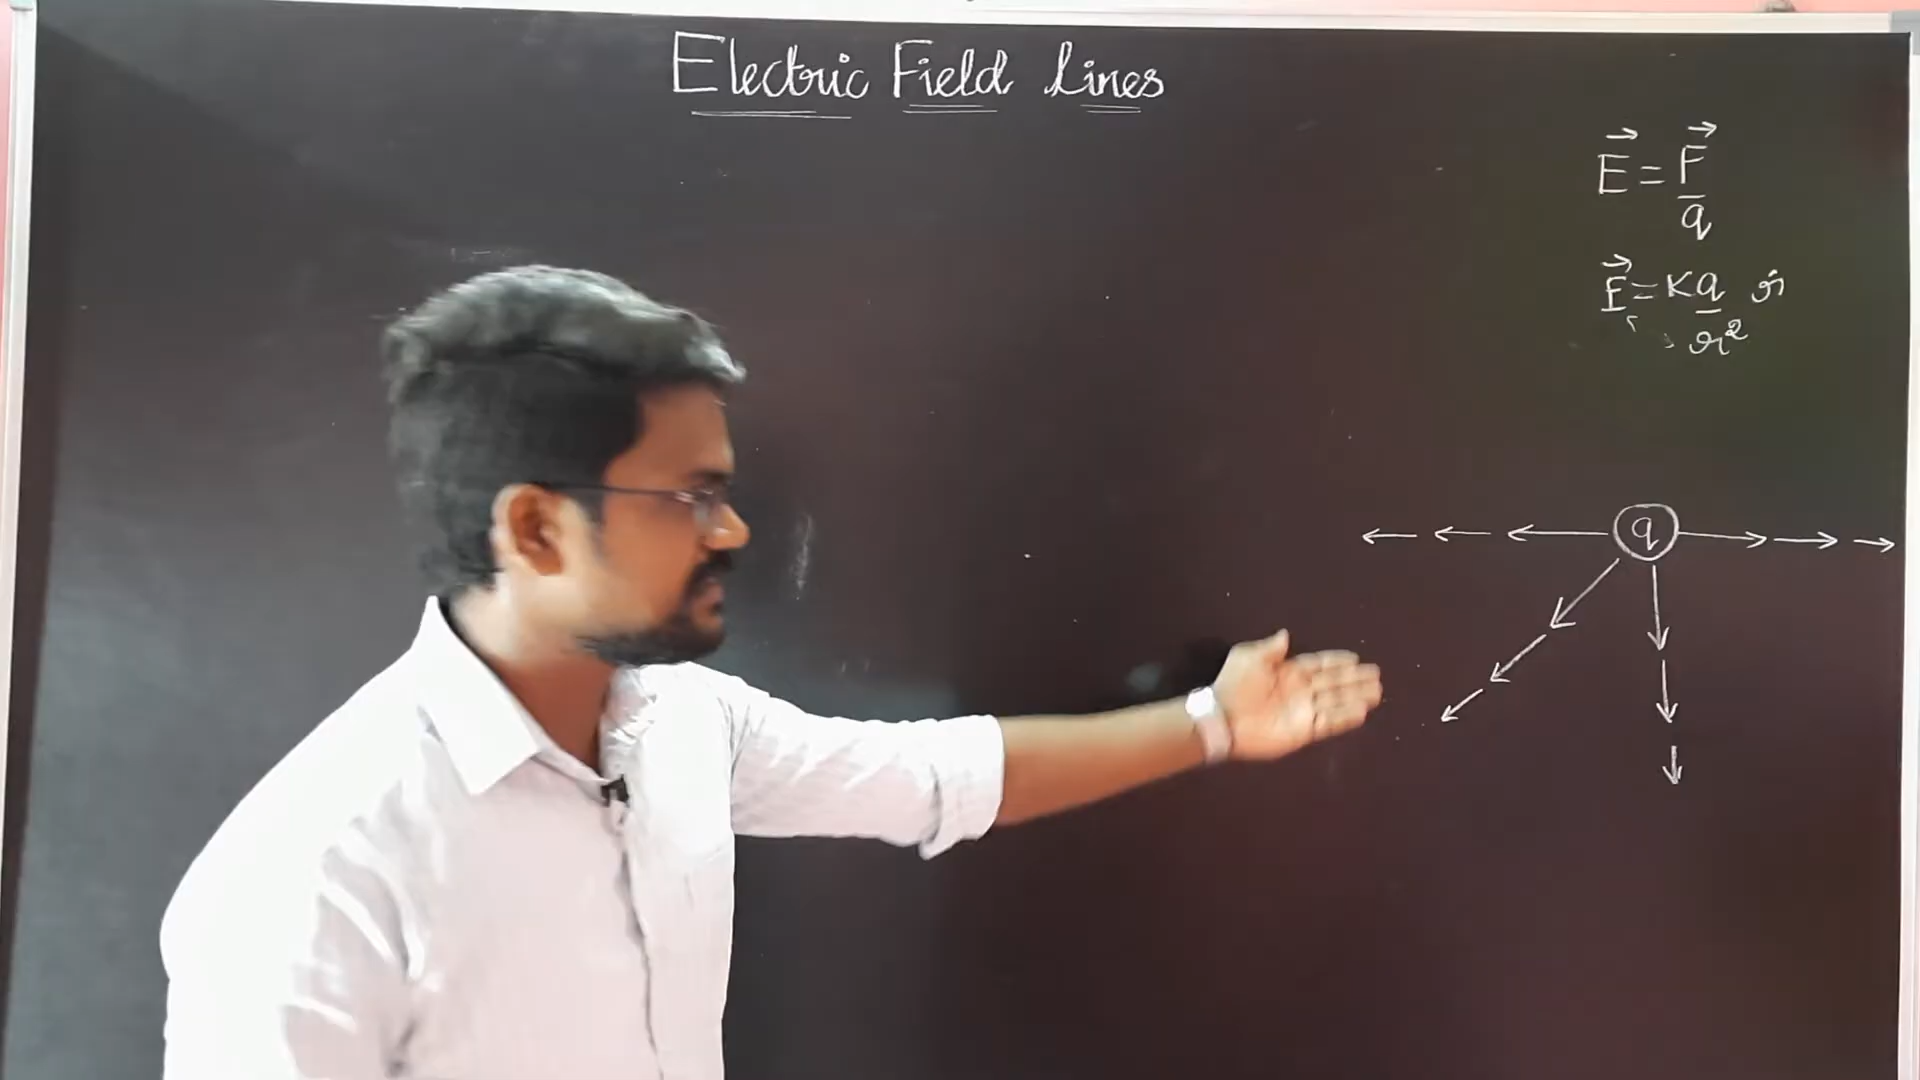 Electric Field Lines
E⃗ = F⃗/q
E⃗ = Kq/r² r̂
q